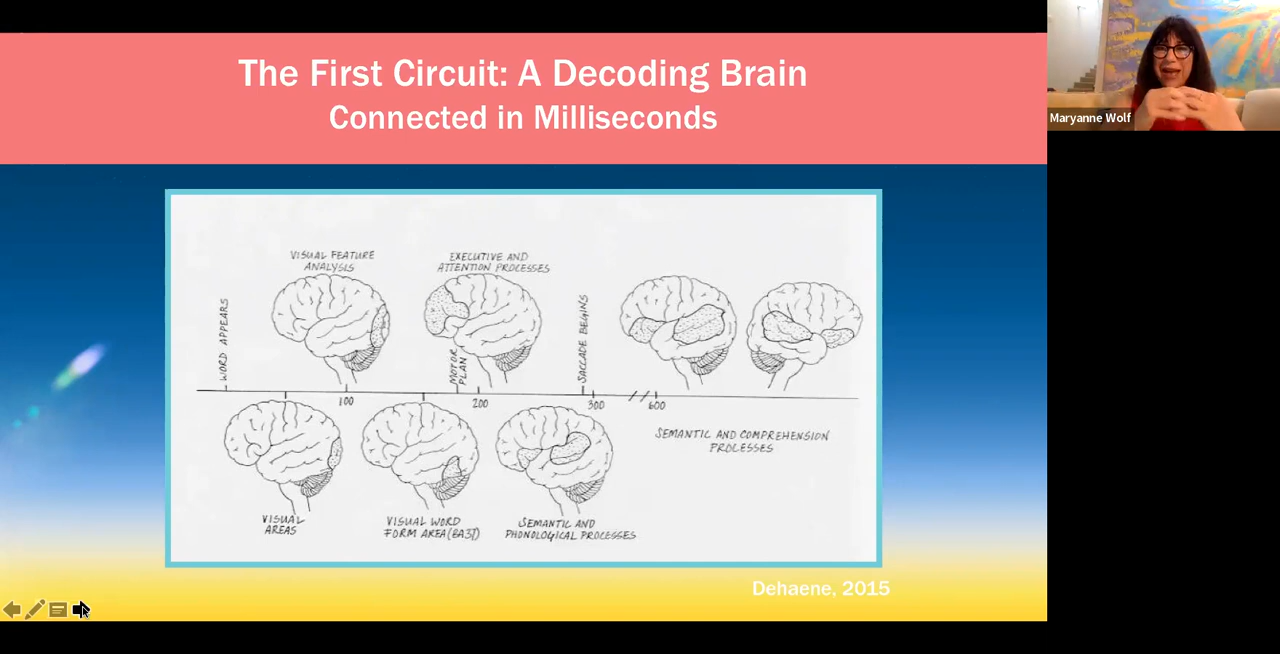 The First Circuit: A Decoding Brain
Connected in Milliseconds
Maryanne Wolf
VISUAL FEATURE
ANALYSIS
EXECUTIVE AND
ATTENTION PROCESSES
WORD APPEARS
MOTOR
PLAN
SACCADE BEGINS
100
200
300
600
SEMANTIC AND COMPREHENSION
PROCESSES
VISUAL
AREAS
VISUAL WORD
FORM AREA (BA37)
SEMANTIC AND
PHONOLOGICAL PROCESSES
Dehaene, 2015